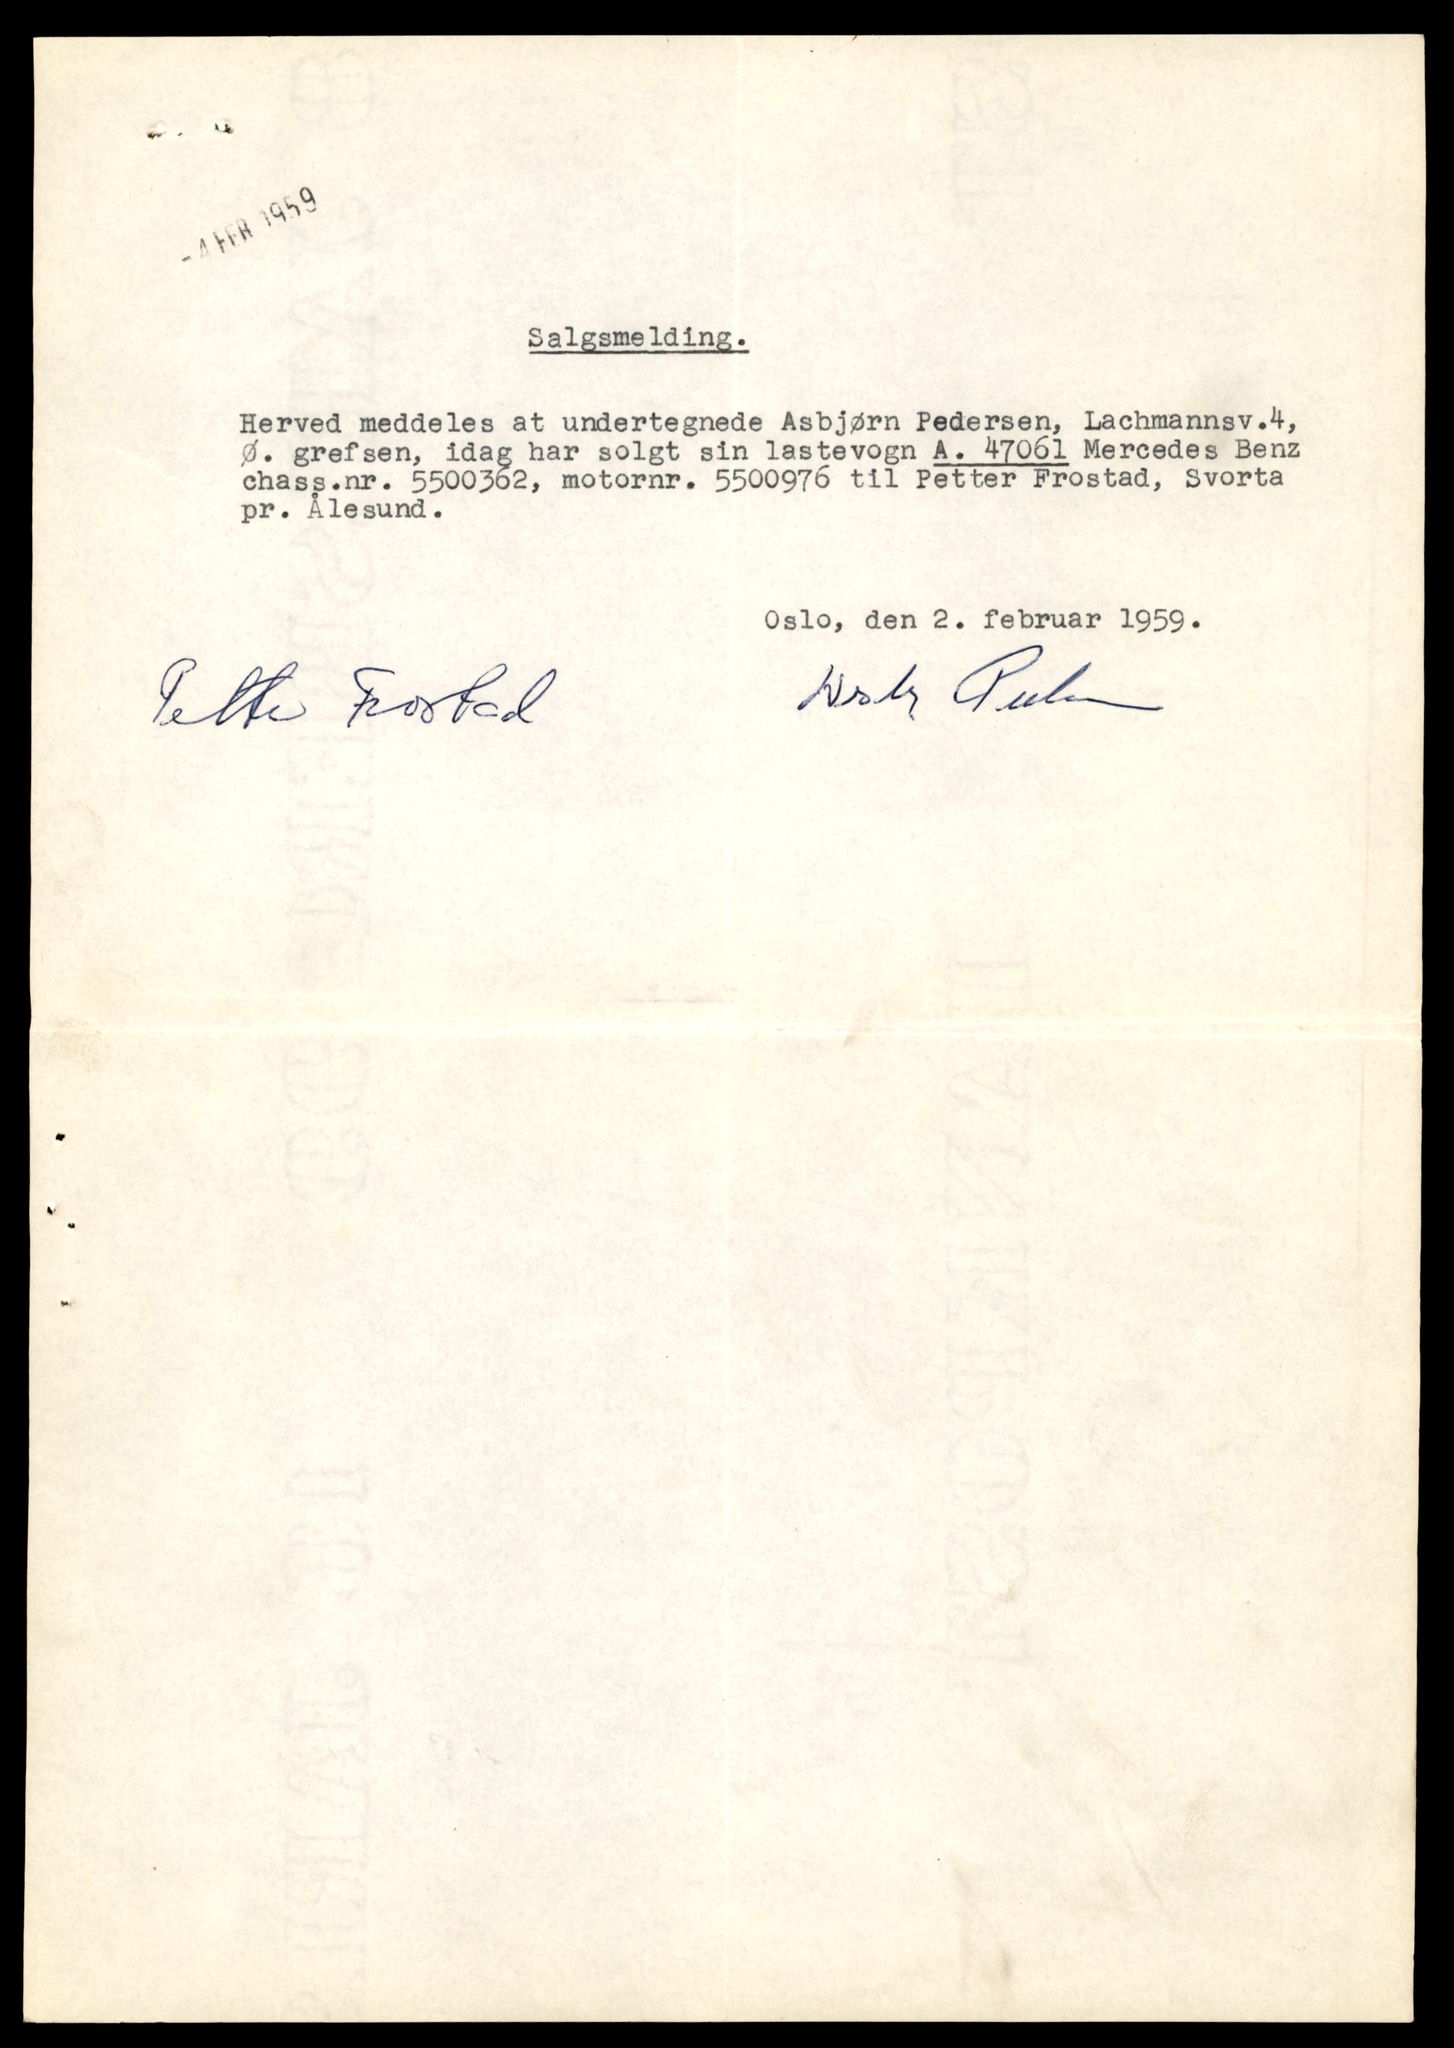 - 4 FEB 1959
Salgsmelding.
Herved meddeles at undertegnede Asbjørn Pedersen, Lachmannsv.4,
Ø. grefsen, idag har solgt sin lastevogn A. 47061 Mercedes Benz
chass.nr. 5500362, motornr. 5500976 til Petter Frostad, Svorta
pr. Ålesund.
Oslo, den 2. februar 1959.
Petter Frostad